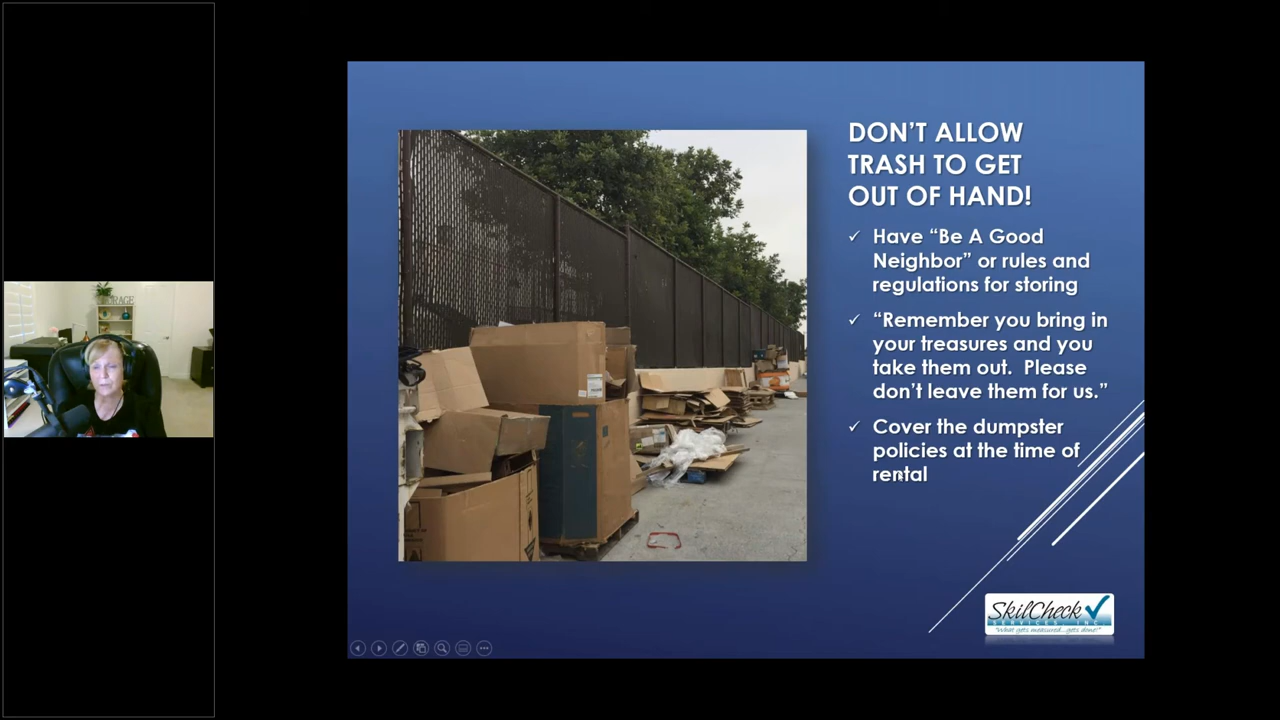 DON'T ALLOW
TRASH TO GET
OUT OF HAND!
✓ Have “Be A Good
Neighbor” or rules and
regulations for storing
✓ “Remember you bring in
your treasures and you
take them out. Please
don't leave them for us.”
✓ Cover the dumpster
policies at the time of
rental
SkilCheck
SERVICES, INC.
"What gets measured...gets done!"